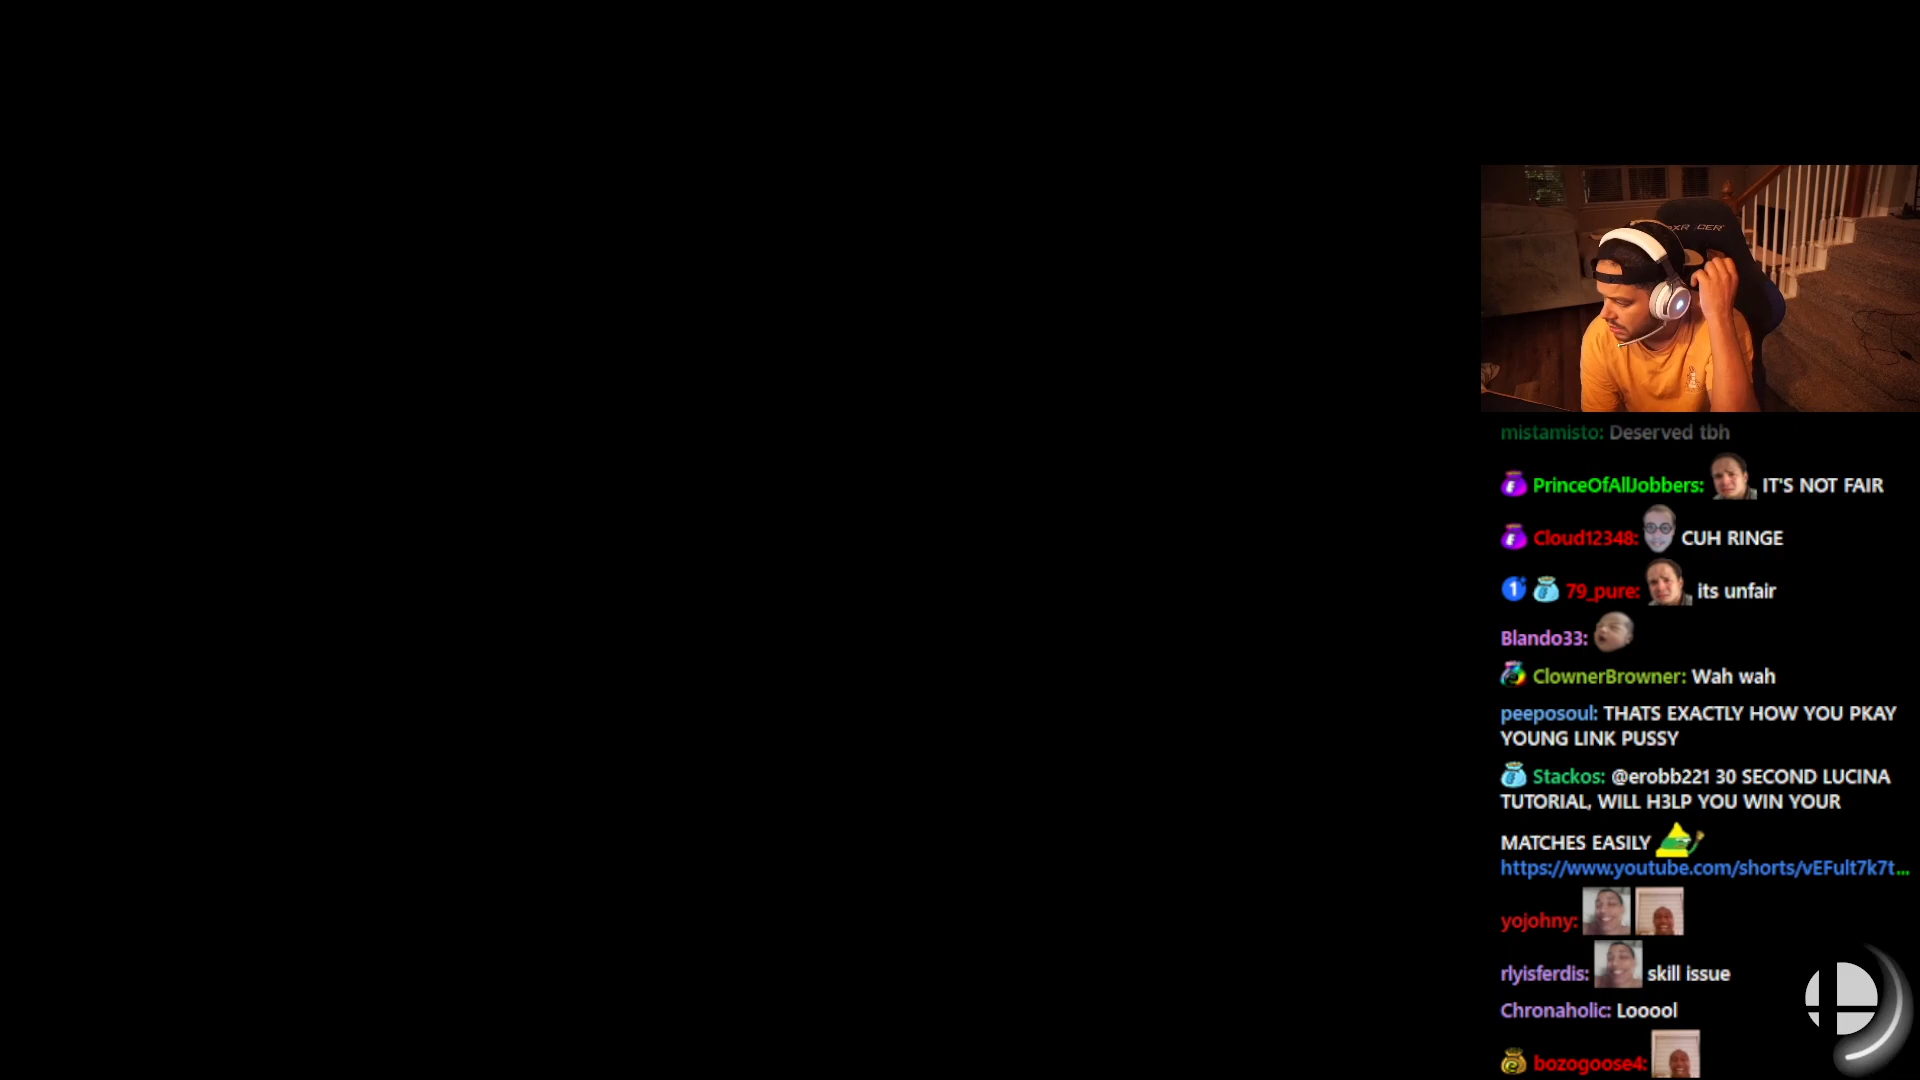 mistamisto: Deserved tbh
PrinceOfAllJobbers: IT'S NOT FAIR
Cloud12348: CUH RINGE
79_pure: its unfair
Blando33:
ClownerBrowner: Wah wah
peeposoul: THATS EXACTLY HOW YOU PKAY
YOUNG LINK PUSSY
Stackos: @erobb221 30 SECOND LUCINA
TUTORIAL, WILL H3LP YOU WIN YOUR
MATCHES EASILY
https://www.youtube.com/shorts/vEFult7k7t...
yojohny:
rlyisferdis: skill issue
Chronaholic: Looool
bozogoose4: